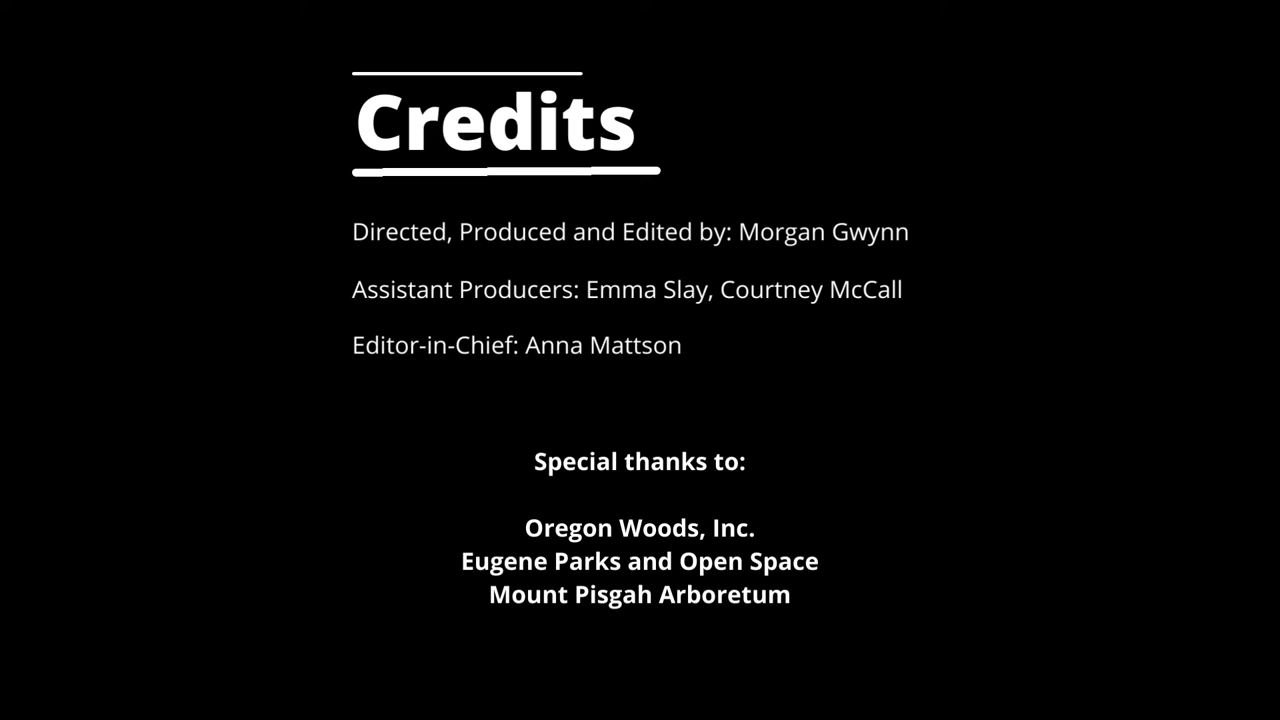 Credits
Directed, Produced and Edited by: Morgan Gwynn
Assistant Producers: Emma Slay, Courtney McCall
Editor-in-Chief: Anna Mattson
Special thanks to:
Oregon Woods, Inc.
Eugene Parks and Open Space
Mount Pisgah Arboretum